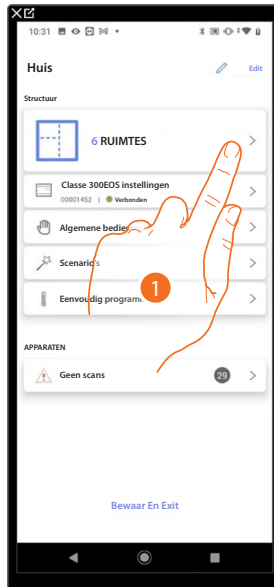 10:31
Huis
Edit
Structuur
6 RUIMTES
Classe 300EOS instellingen
00001452 | Verbonden
Algemene bedien
Scenario's
Eenvoudig program
1
APPARATEN
Geen scans
29
Bewaar En Exit